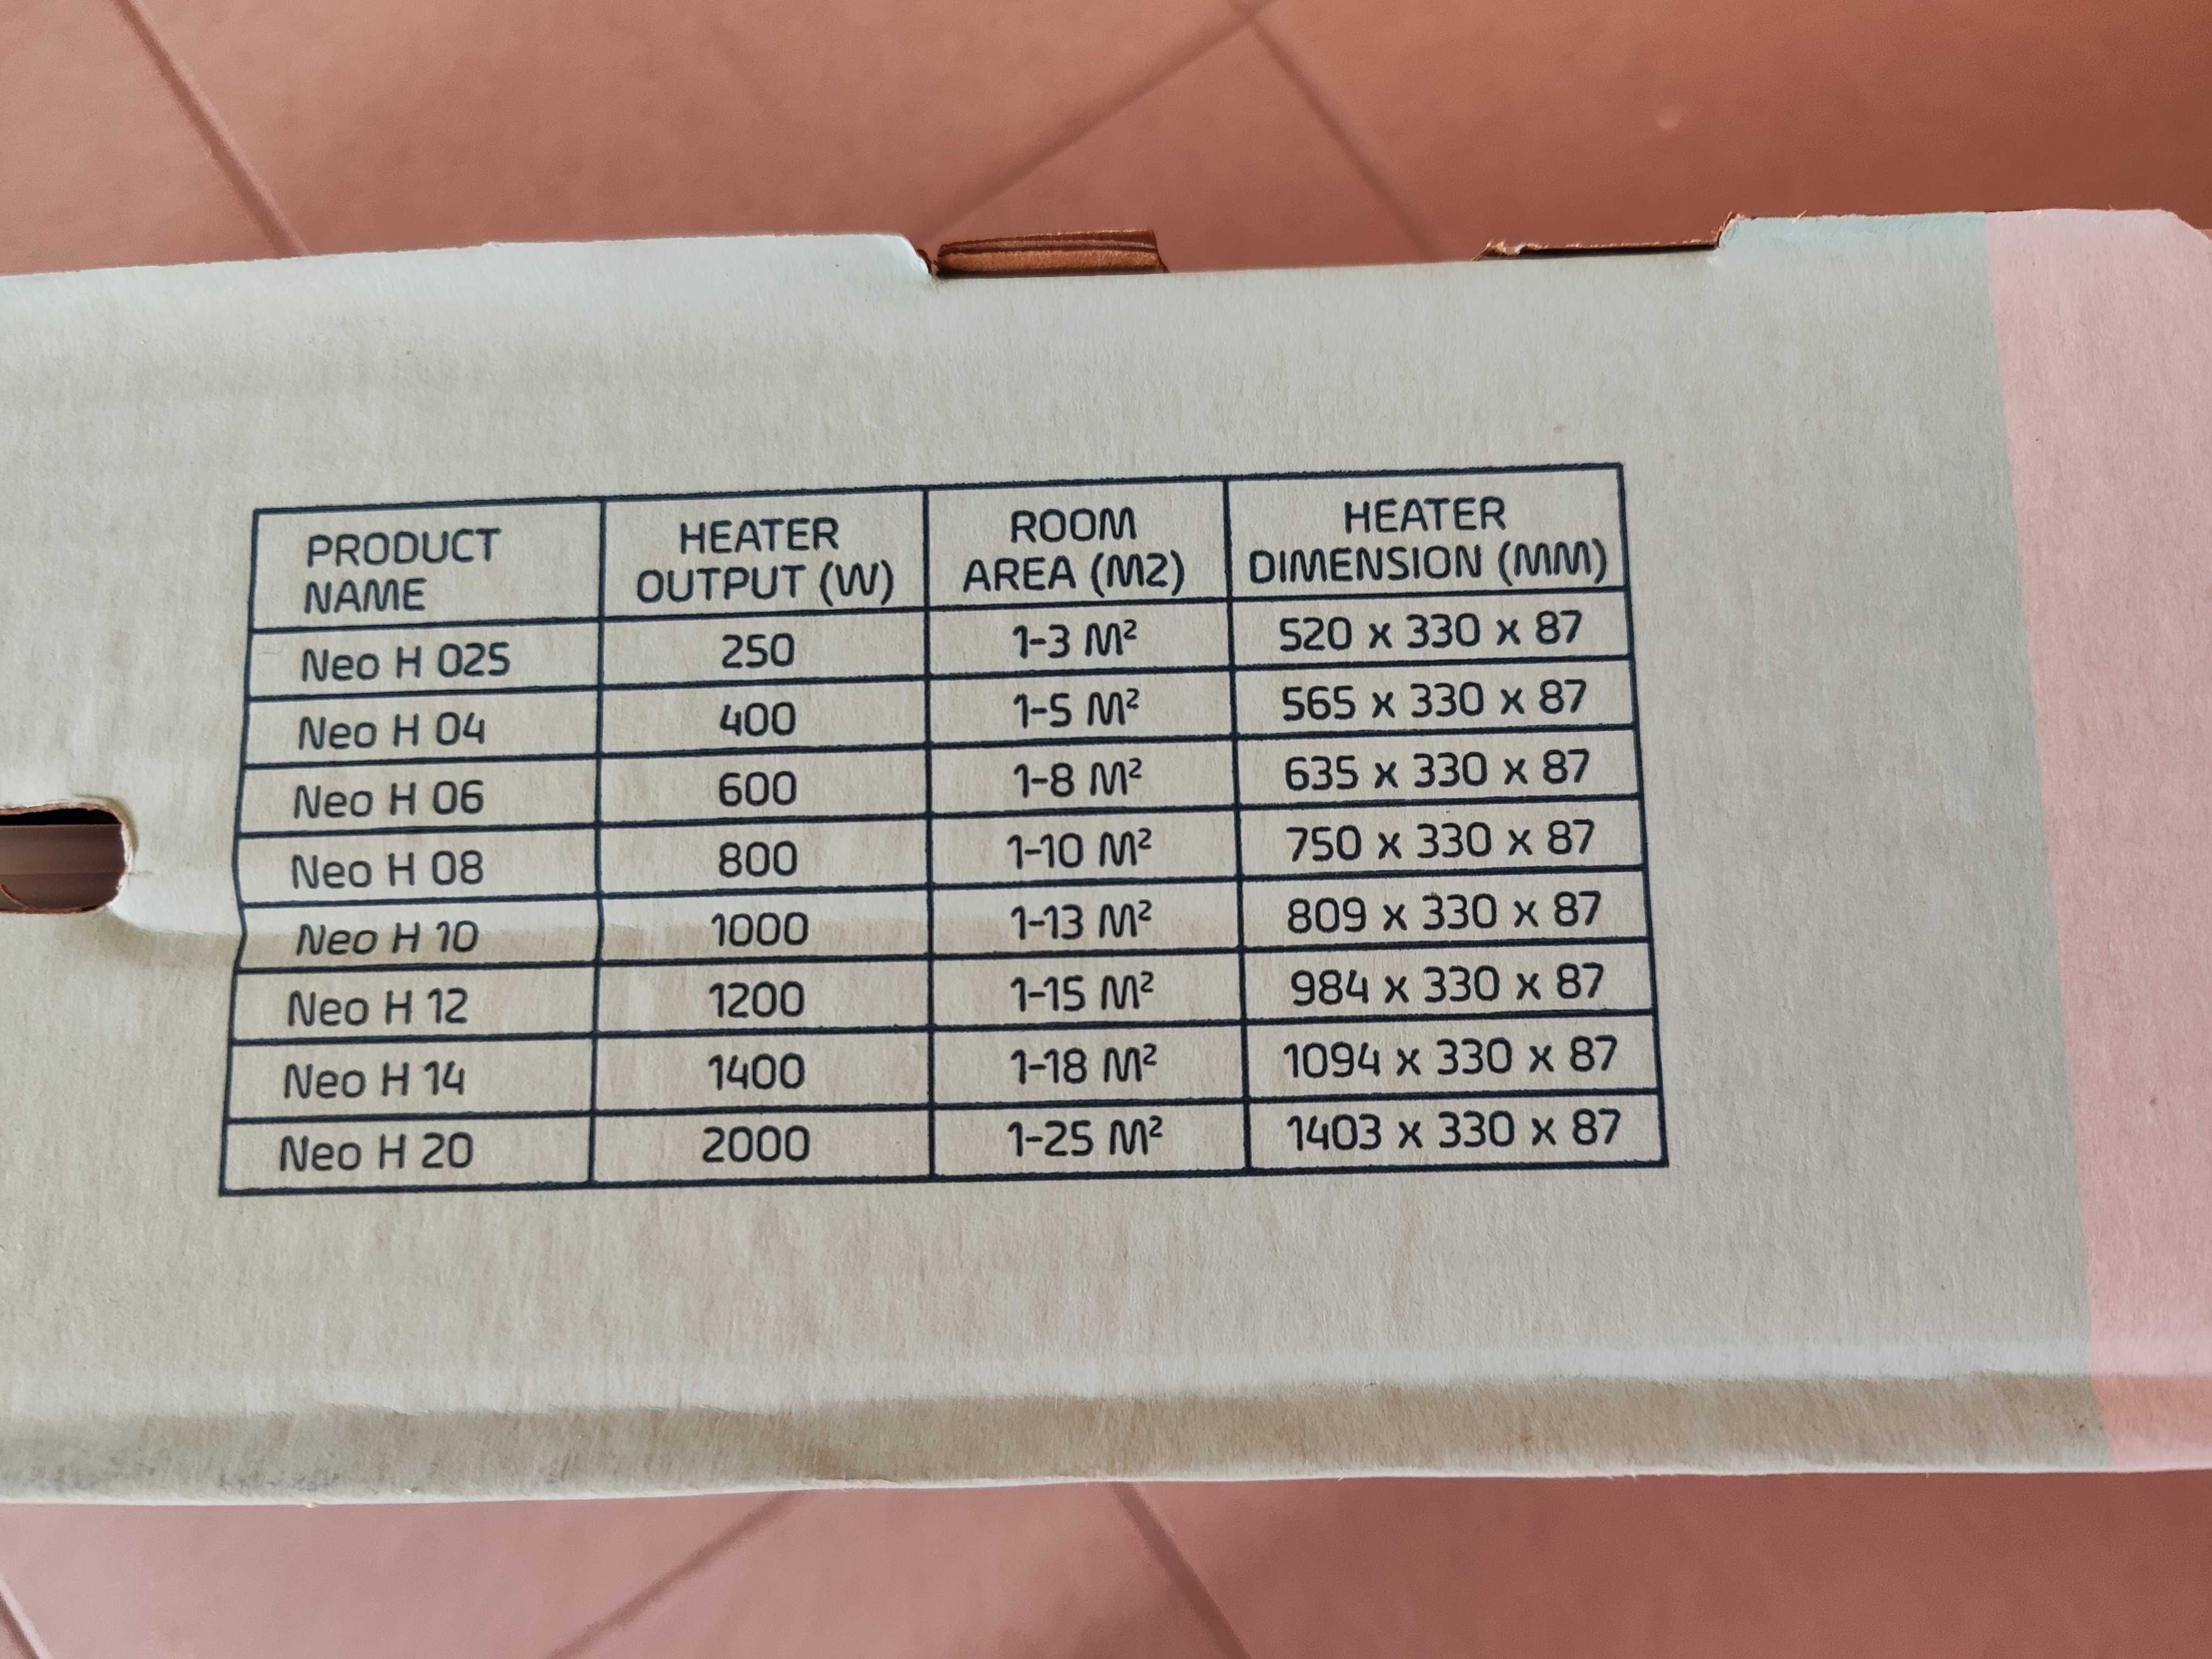 PRODUCT NAME HEATER OUTPUT (W) ROOM AREA (M2) HEATER DIMENSION (MM)
Neo H 025 250 1-3 M² 520 x 330 x 87
Neo H 04 400 1-5 M² 565 x 330 x 87
Neo H 06 600 1-8 M² 635 x 330 x 87
Neo H 08 800 1-10 M² 750 x 330 x 87
Neo H 10 1000 1-13 M² 809 x 330 x 87
Neo H 12 1200 1-15 M² 984 x 330 x 87
Neo H 14 1400 1-18 M² 1094 x 330 x 87
Neo H 20 2000 1-25 M² 1403 x 330 x 87